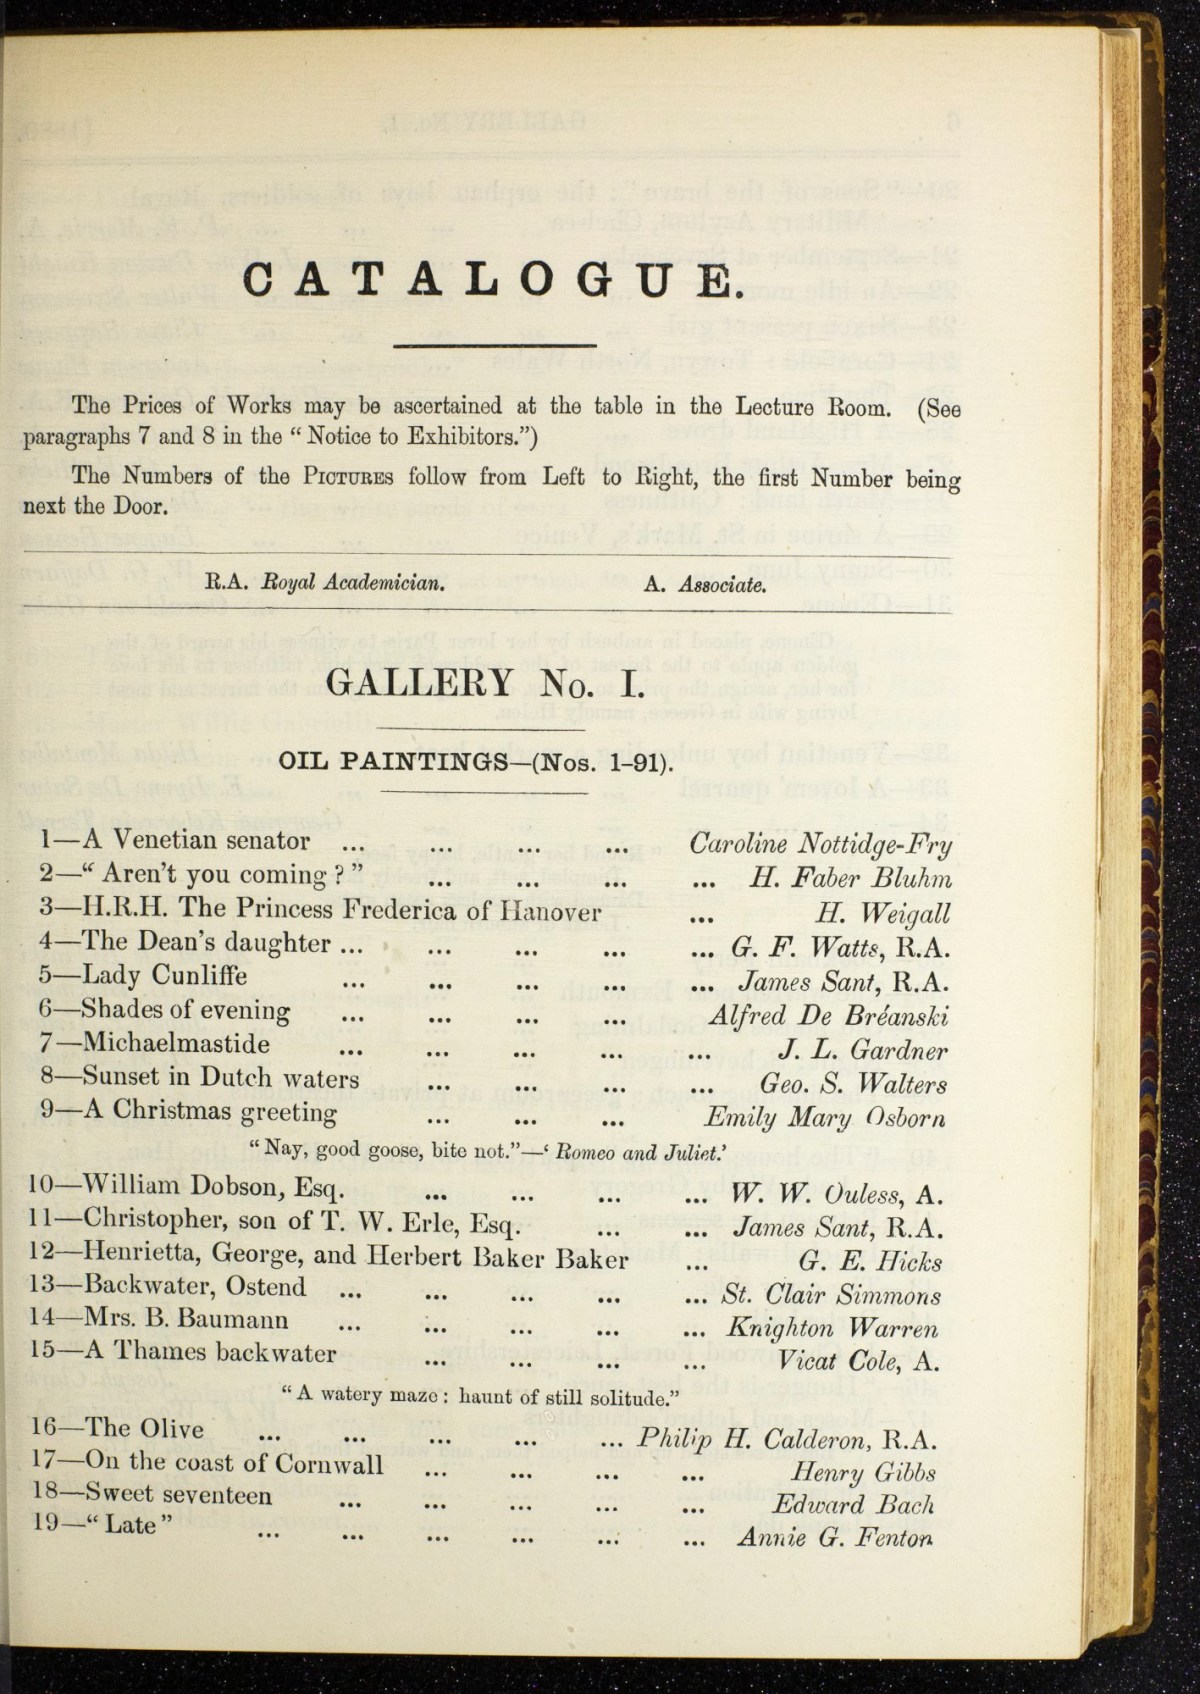 CATALOGUE.
The Prices of Works may be ascertained at the table in the Lecture Room. (See
paragraphs 7 and 8 in the “Notice to Exhibitors.”)
The Numbers of the PICTURES follow from Left to Right, the first Number being
next the Door.
R.A. Royal Academician. A. Associate.
GALLERY No. I.
OIL PAINTINGS—(Nos. 1–91).
1—A Venetian senator ... ... ... ... Caroline Nottidge-Fry
2—“Aren't you coming?” ... ... ... ... H. Faber Bluhm
3—H.R.H. The Princess Frederica of Hanover ... H. Weigall
4—The Dean's daughter ... ... ... ... ... G. F. Watts, R.A.
5—Lady Cunliffe ... ... ... ... ... James Sant, R.A.
6—Shades of evening ... ... ... ... Alfred De Bréanski
7—Michaelmastide ... ... ... ... ... J. L. Gardner
8—Sunset in Dutch waters ... ... ... ... Geo. S. Walters
9—A Christmas greeting ... ... ... Emily Mary Osborn
“Nay, good goose, bite not.”—‘Romeo and Juliet.’
10—William Dobson, Esq. ... ... ... ... W. W. Ouless, A.
11—Christopher, son of T. W. Erle, Esq. ... ... James Sant, R.A.
12—Henrietta, George, and Herbert Baker Baker ... G. E. Hicks
13—Backwater, Ostend ... ... ... ... ... St. Clair Simmons
14—Mrs. B. Baumann ... ... ... ... ... Knighton Warren
15—A Thames backwater ... ... ... ... Vicat Cole, A.
“A watery maze: haunt of still solitude.”
16—The Olive ... ... ... ... ... Philip H. Calderon, R.A.
17—On the coast of Cornwall ... ... ... ... Henry Gibbs
18—Sweet seventeen ... ... ... ... ... Edward Bach
19—“Late” ... ... ... ... ... ... Annie G. Fenton